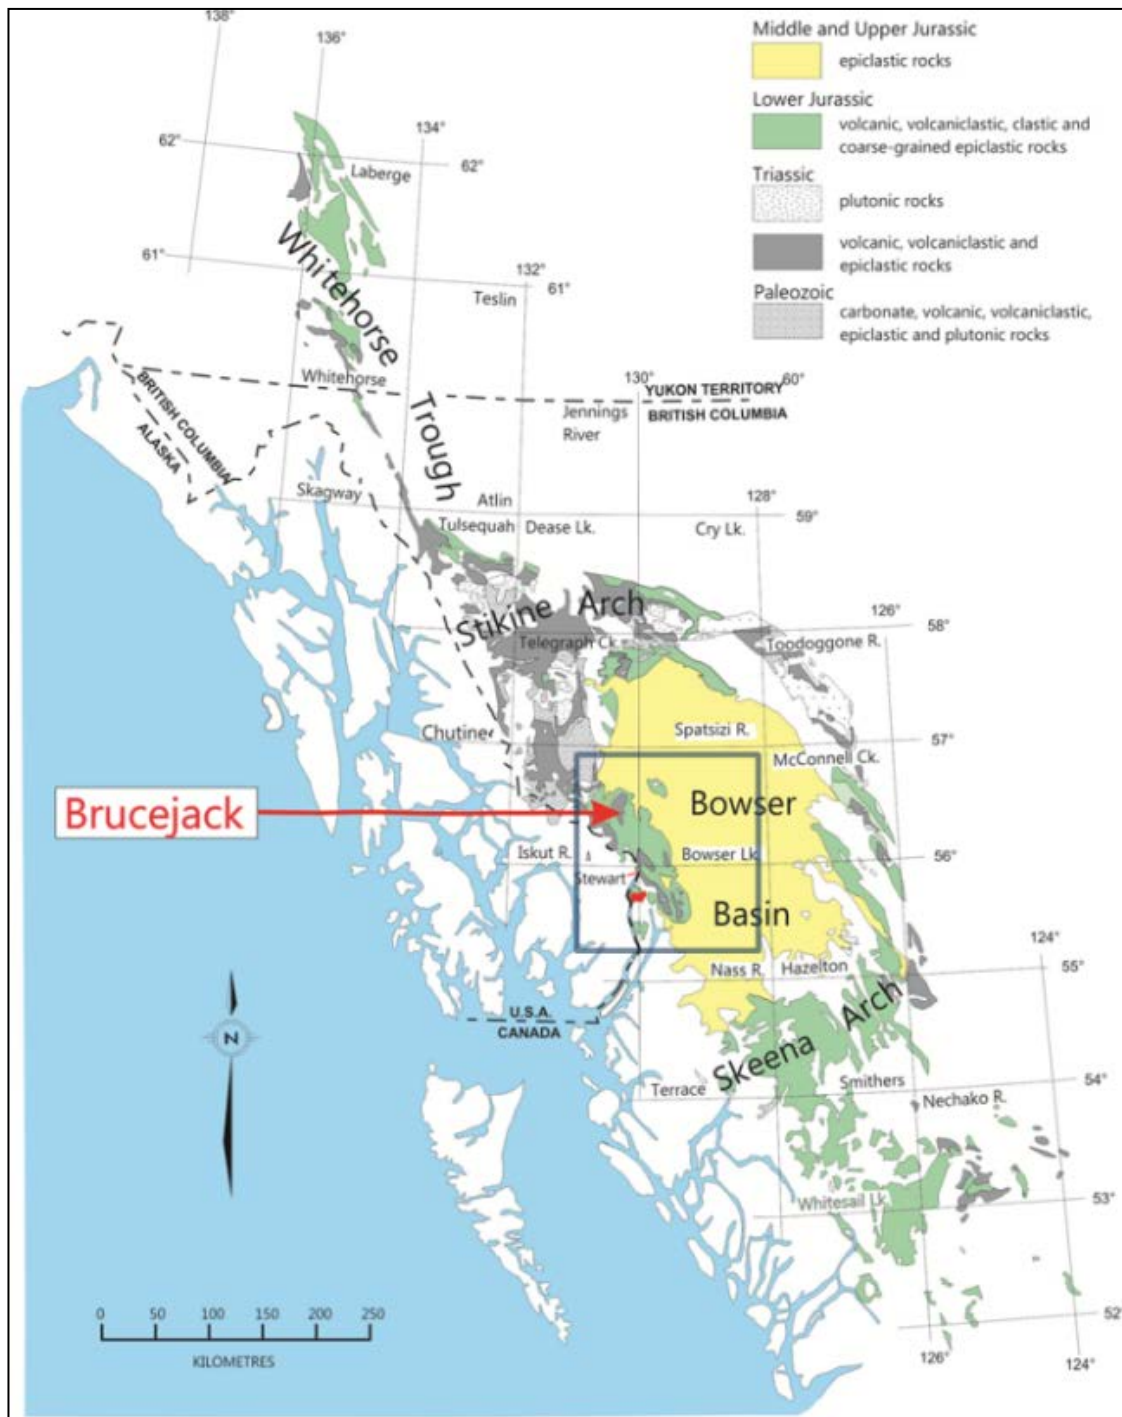 138°
136°
134°
62°
62°
Laberge
61°
132°
61°
Teslin
Whitehorse
Trough
Whitehorse
130°
60°
YUKON TERRITORY
BRITISH COLUMBIA
Jennings
River
BRITISH COLUMBIA
ALASKA
Skagway
Atlin
128°
59°
Tulsequah
Dease Lk.
Cry Lk.
Stikine Arch
126°
58°
Telegraph Ck.
Toodoggone R.
Chutine
Spatsizi R.
57°
McConnell Ck.
Brucejack
Bowser
Iskut R.
Bowser Lk.
56°
Stewart
Basin
124°
55°
Nass R.
Hazelton
U.S.A.
CANADA
Skeena Arch
Terrace
Smithers
54°
Nechako R.
Whitesail Lk.
53°
52°
126°
124°
N
0 50 100 150 200 250
KILOMETRES
Middle and Upper Jurassic
epiclastic rocks
Lower Jurassic
volcanic, volcaniclastic, clastic and
coarse-grained epiclastic rocks
Triassic
plutonic rocks
volcanic, volcaniclastic and
epiclastic rocks
Paleozoic
carbonate, volcanic, volcaniclastic,
epiclastic and plutonic rocks